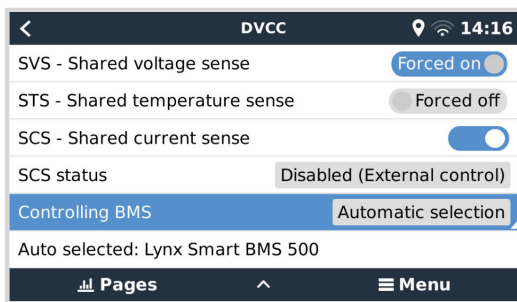 DVCC 14:16
SVS - Shared voltage sense Forced on
STS - Shared temperature sense Forced off
SCS - Shared current sense
SCS status Disabled (External control)
Controlling BMS Automatic selection
Auto selected: Lynx Smart BMS 500
Pages Menu